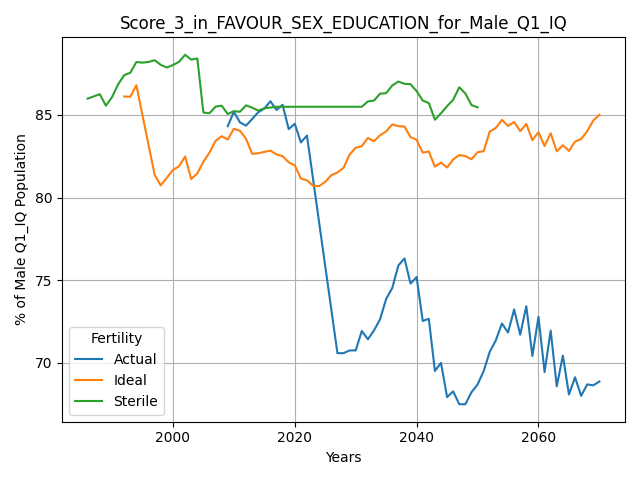 Score_3_in_FAVOUR_SEX_EDUCATION_for_Male_Q1_IQ
% of Male Q1_IQ Population
85
80
75
70
Fertility
Actual
Ideal
Sterile
2000
2020
2040
2060
Years